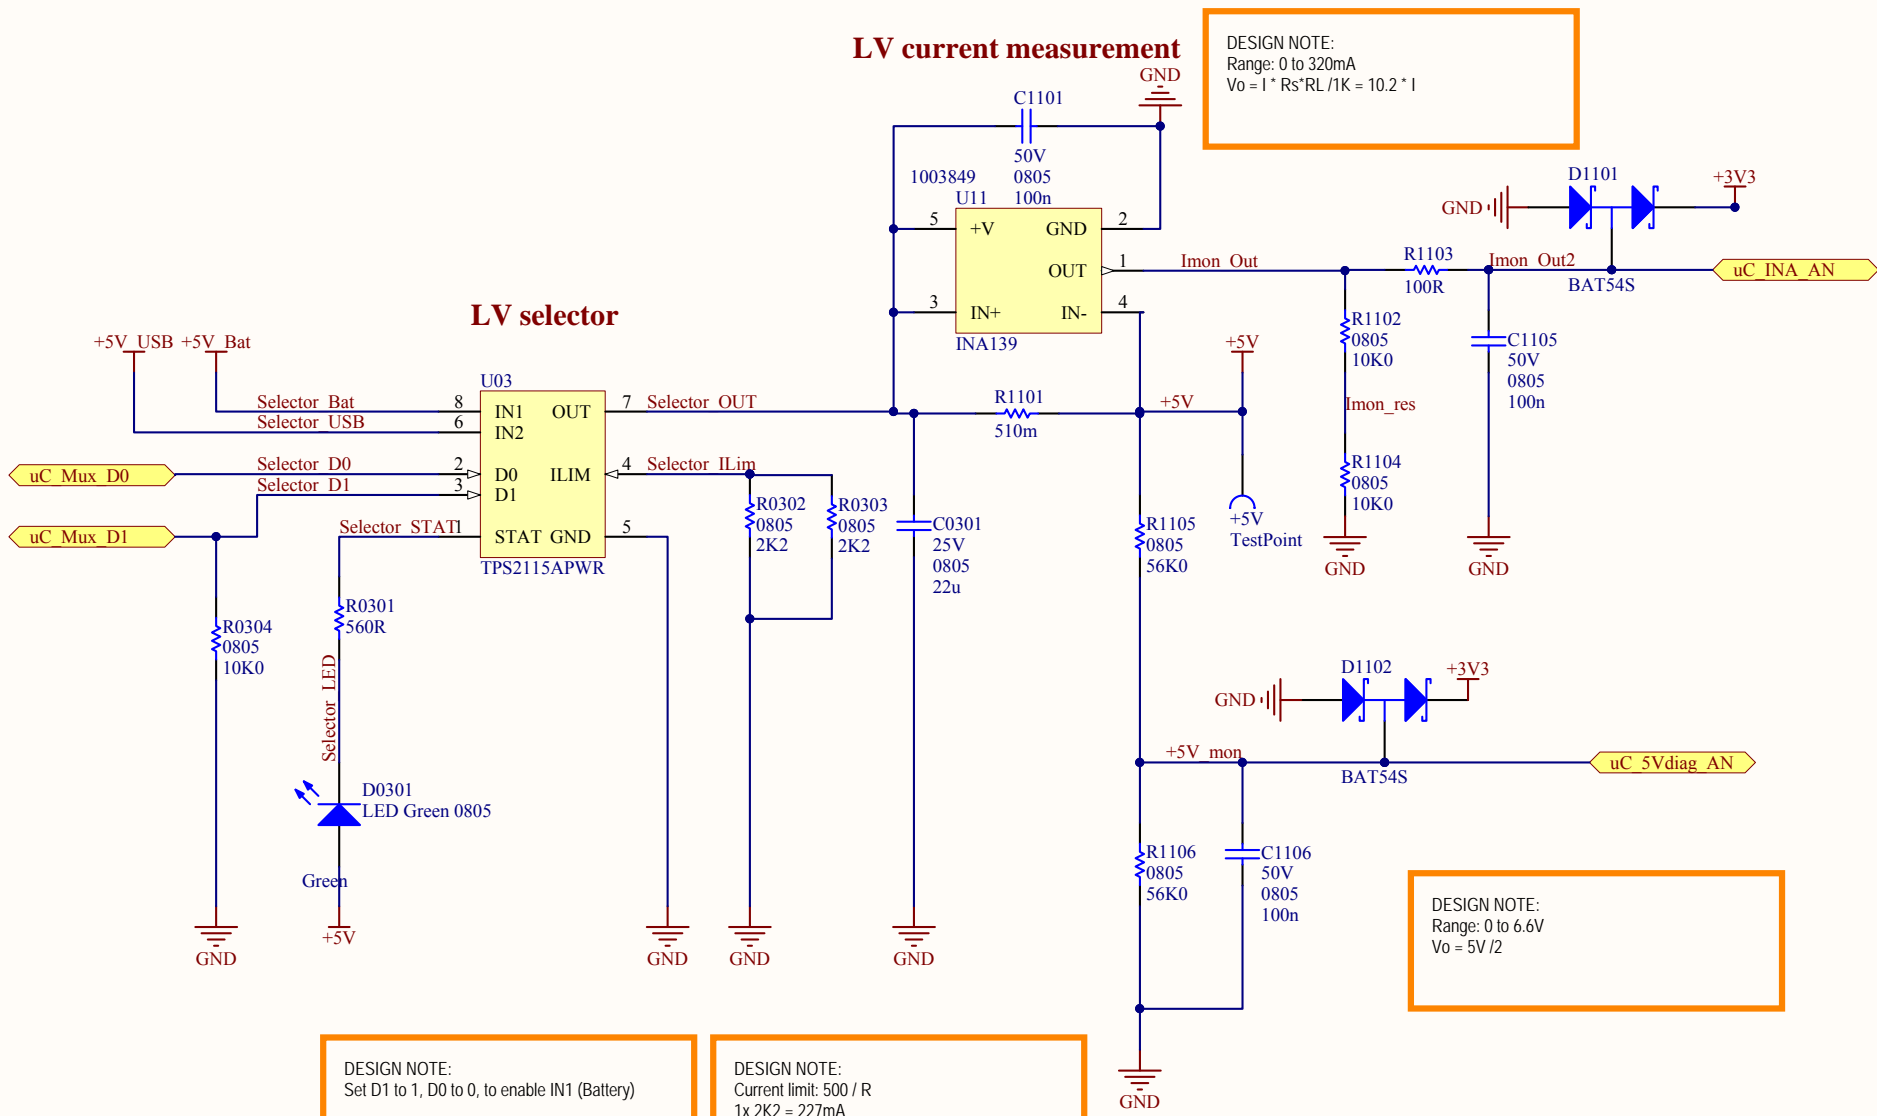 LV current measurement
DESIGN NOTE:
Range: 0 to 320mA
Vo = I * Rs*RL /1K = 10.2 * I
GND
C1101
50V
0805
100n
1003849
U11
5
+V
GND
2
OUT
1
3
IN+
IN-
4
INA139
Imon_Out
D1101
GND
+3V3
R1103
100R
Imon_Out2
BAT54S
uC_INA_AN
R1102
0805
10K0
Imon_res
R1104
0805
10K0
GND
C1105
50V
0805
100n
GND
LV selector
+5V_USB
+5V_Bat
U03
Selector_Bat
8
IN1
OUT
7
Selector_OUT
Selector_USB
6
IN2
uC_Mux_D0
Selector_D0
2
D0
ILIM
4
Selector_ILim
Selector_D1
3
D1
uC_Mux_D1
Selector_STAT
1
STAT
GND
5
TPS2115APWR
R1101
510m
+5V
+5V
+5V
TestPoint
R0302
0805
2K2
R0303
0805
2K2
C0301
25V
0805
22u
R1105
0805
56K0
R0304
0805
10K0
R0301
560R
Selector_LED
D0301
LED Green 0805
Green
+5V
GND
GND
GND
GND
D1102
GND
+3V3
+5V_mon
BAT54S
uC_5Vdiag_AN
R1106
0805
56K0
C1106
50V
0805
100n
GND
DESIGN NOTE:
Range: 0 to 6.6V
Vo = 5V /2
DESIGN NOTE:
Set D1 to 1, D0 to 0, to enable IN1 (Battery)
DESIGN NOTE:
Current limit: 500 / R
1x 2K2 = 227mA